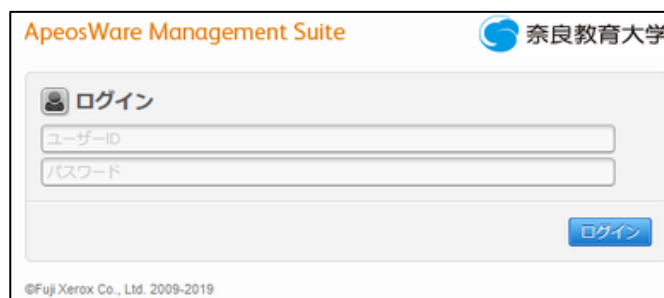 ApeosWare Management Suite
奈良教育大学
ログイン
ユーザーID
パスワード
ログイン
©Fuji Xerox Co., Ltd. 2009-2019